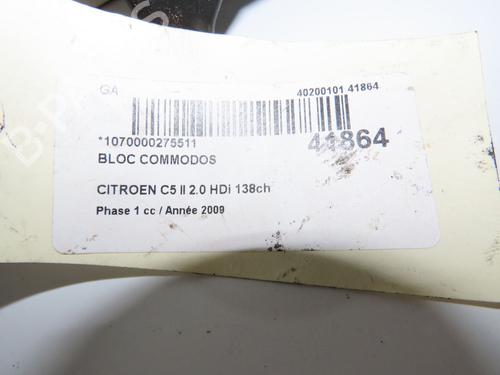 GA
40200101 41864
*1070000275511
41864
BLOC COMMODOS
CITROEN C5 II 2.0 HDi 138ch
Phase 1 cc / Année 2009